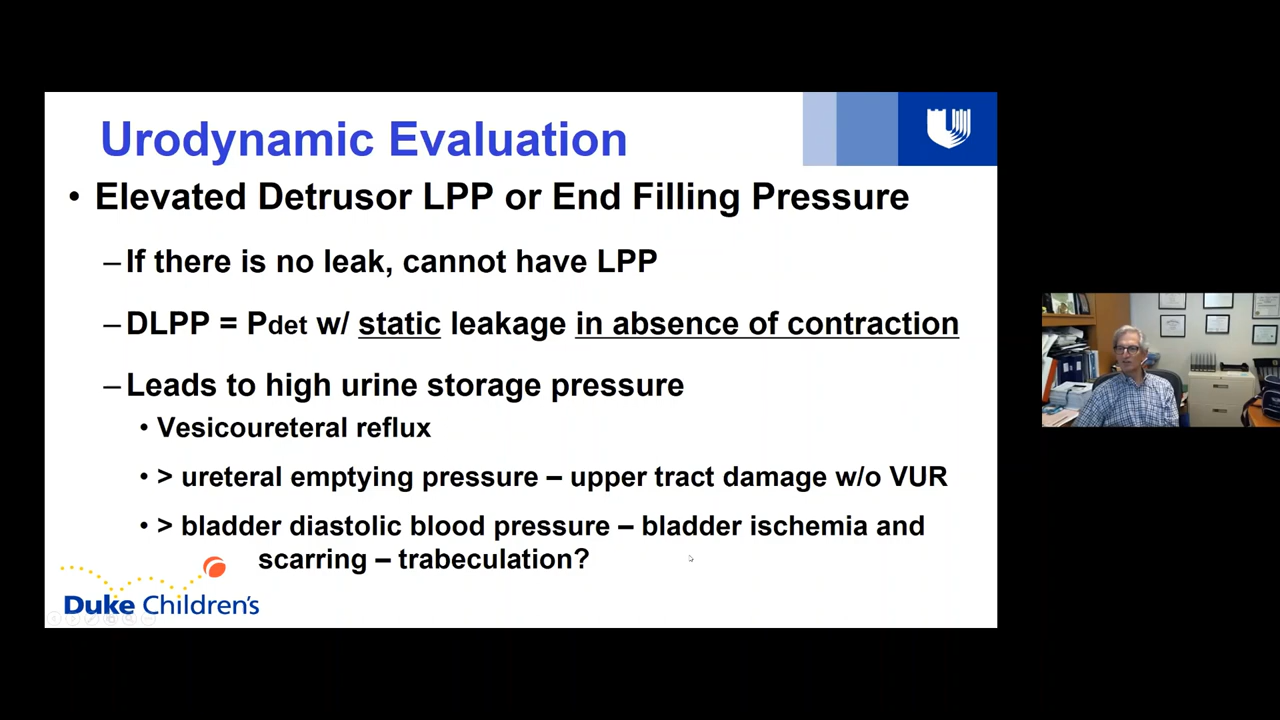 Urodynamic Evaluation
• Elevated Detrusor LPP or End Filling Pressure
–If there is no leak, cannot have LPP
–DLPP = Pdet w/ static leakage in absence of contraction
–Leads to high urine storage pressure
• Vesicoureteral reflux
• > ureteral emptying pressure – upper tract damage w/o VUR
• > bladder diastolic blood pressure – bladder ischemia and
scarring – trabeculation?
Duke Children's